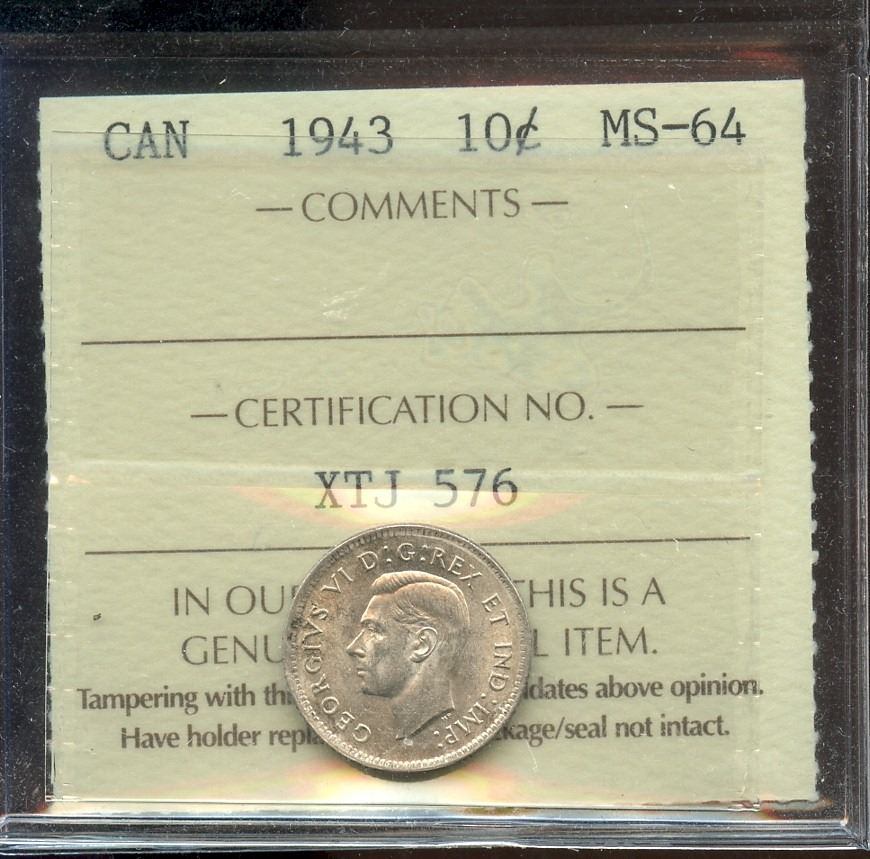 CAN 1943 10¢ MS-64
— COMMENTS —
— CERTIFICATION NO. —
XTJ 576
GEORGIVS VI D:G:REX ET IND:IMP:
IN OU THIS IS A
GENU L ITEM.
Tampering with th idates above opinion.
Have holder repl kage/seal not intact.